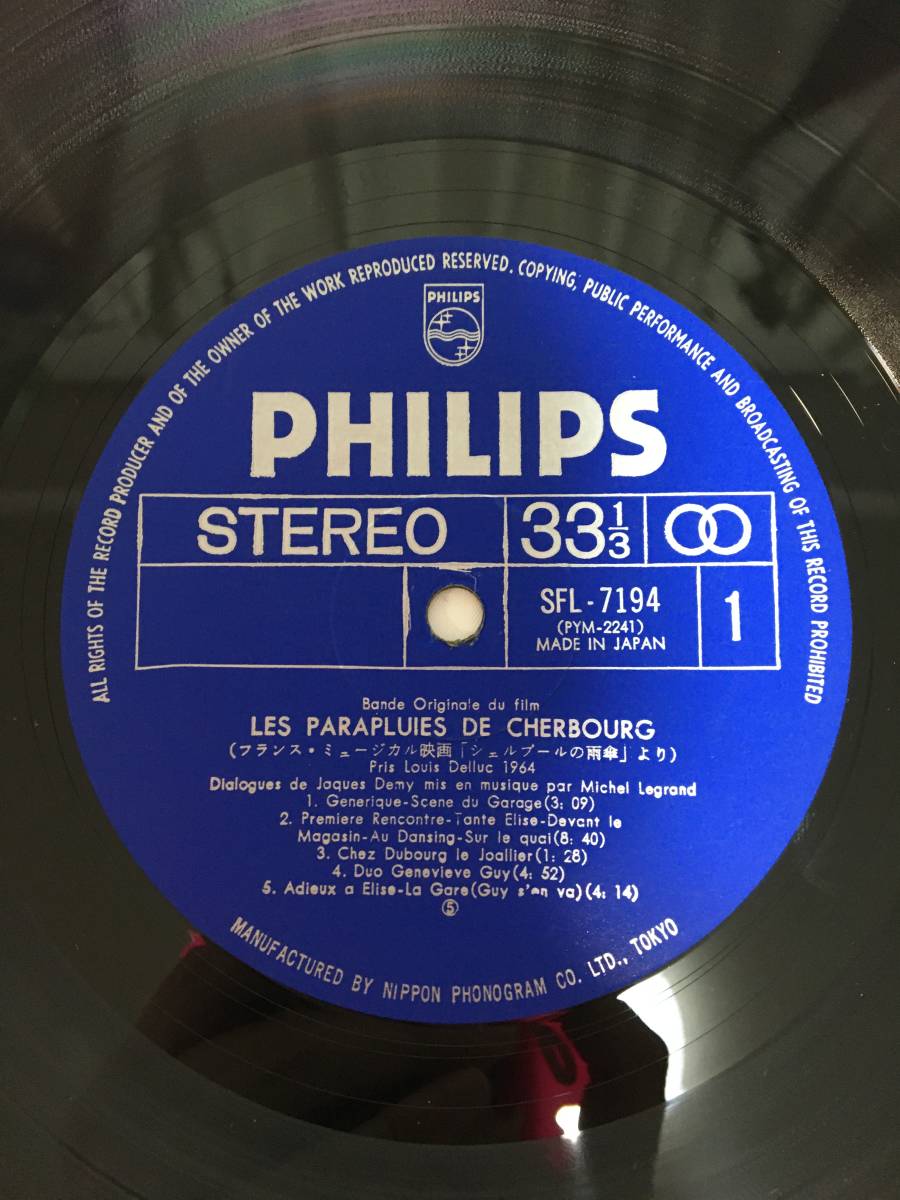 ALL RIGHTS OF THE RECORD PRODUCER AND OF THE OWNER OF THE WORK REPRODUCED RESERVED. COPYING, PUBLIC PERFORMANCE AND BROADCASTING OF THIS RECORD PROHIBITED
PHILIPS
PHILIPS
STEREO 33 1/3
SFL-7194
(PYM-2241)
MADE IN JAPAN
1
Bande Originale du film
LES PARAPLUIES DE CHERBOURG
(フランス・ミュージカル映画「シェルブールの雨傘」より)
Pris Louis Delluc 1964
Dialogues de Jaques Demy mis en musique par Michel Legrand
1. Generique-Scene du Garage(3: 09)
2. Premiere Rencontre-Tante Elise-Devant le
Magasin-Au Dansing-Sur le quai(8: 40)
3. Chez Dubourg le Joallier(1: 28)
4. Duo Genevieve Guy(4: 52)
5. Adieux a Elise-La Gare(Guy s'en va)(4: 14)
⑤
MANUFACTURED BY NIPPON PHONOGRAM CO. LTD., TOKYO